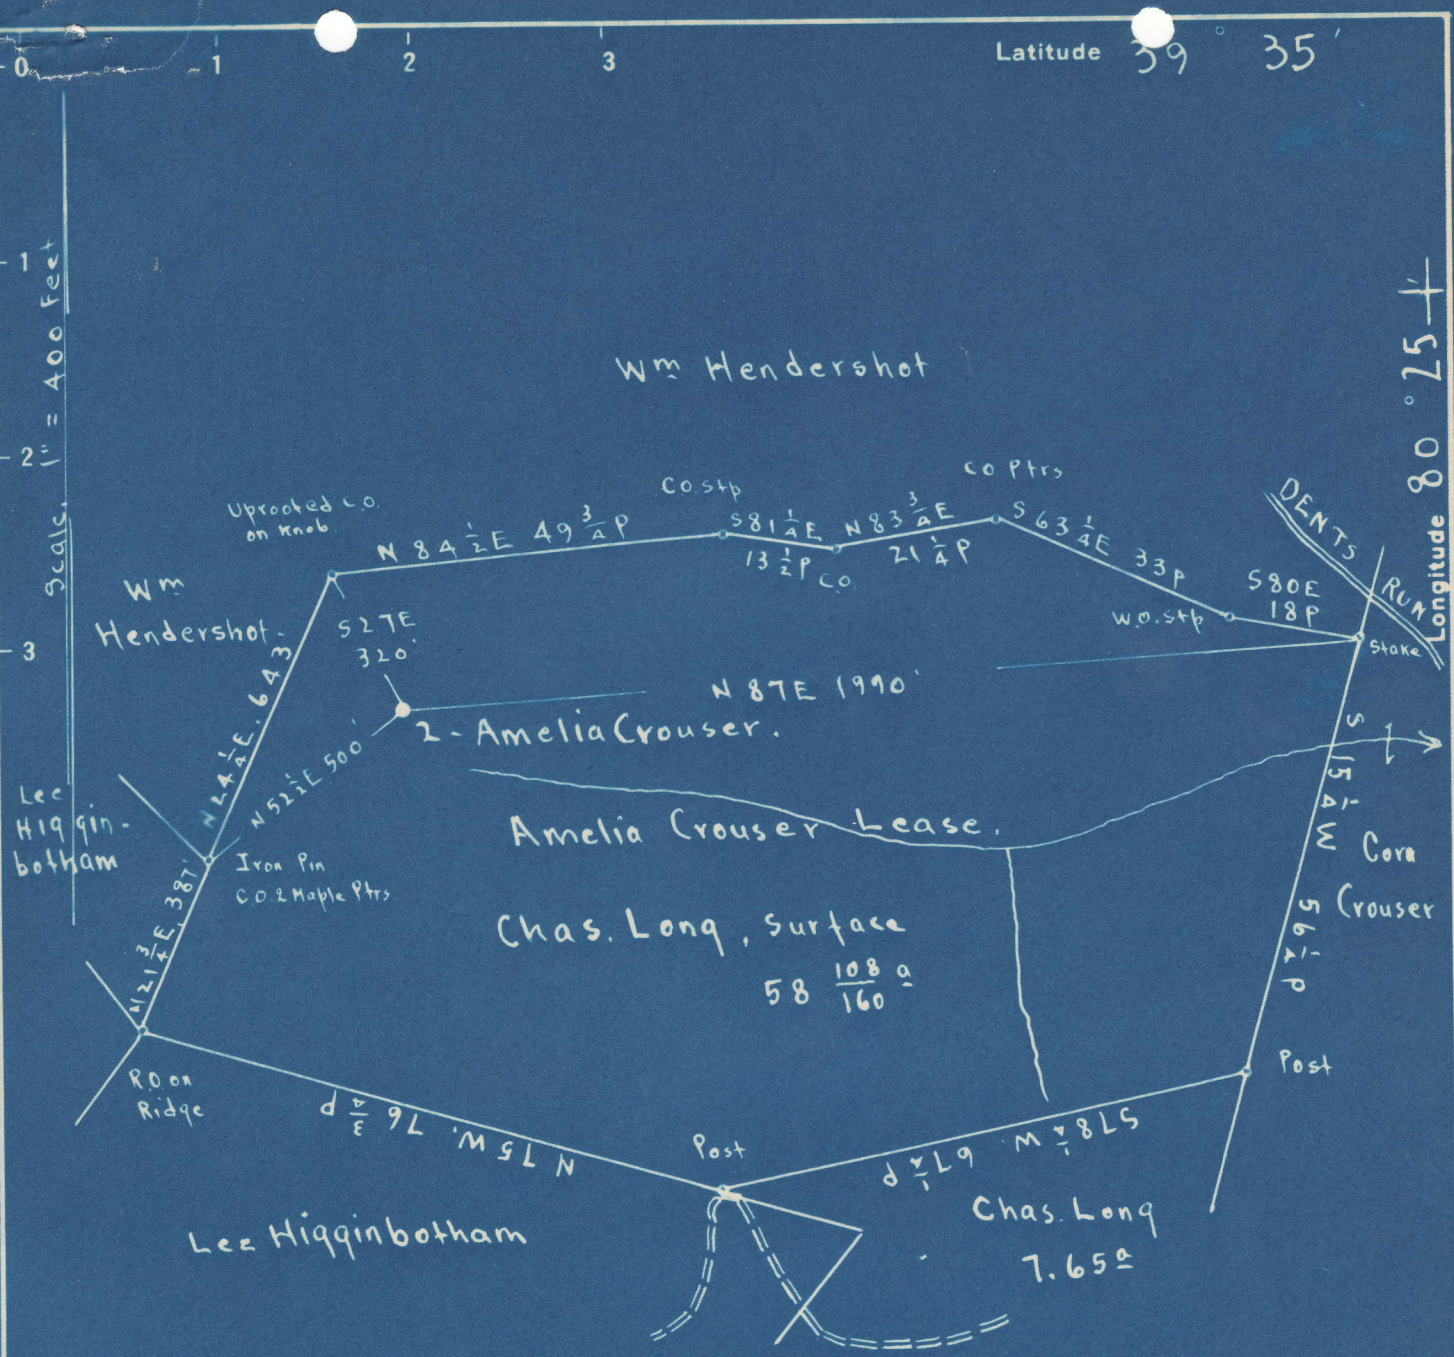 0 1 2 3
Latitude 39° 35'
1
2
3
Scale. 1" = 400 Feet
Longitude 80° 25'
Wm Hendershot
Uprooted C.O.
on Knob.
N 84 1/2 E 49 3/4 P
C.O. Stp
S 81 1/4 E
13 1/2 P
C.O.
N 83 3/4 E
21 1/4 P
CO Ptrs
S 63 1/4 E 33 P
W.O. Stp
S 80 E
18 P
DENTS RUN
Stake
Wm
Hendershot.
S 27 E
320'
N 24 1/4 E, 643
N 87 E 1990'
2 - Amelia Crouser.
N 52 1/2 E 500'
Lee
Higgin-
botham
Iron Pin
C.O. & Maple Ptrs
N 21 3/4 E, 387'
Amelia Crouser Lease.
Chas. Long, Surface
58 108/160 a
S 15 1/4 W 56 1/4 P
Cora
Crouser
R.O on
Ridge
N 75 W. 76 3/4 P
Post
S 78 1/4 W. 67 1/4 P
Post
Lee Higginbotham
Chas. Long
7.65 a